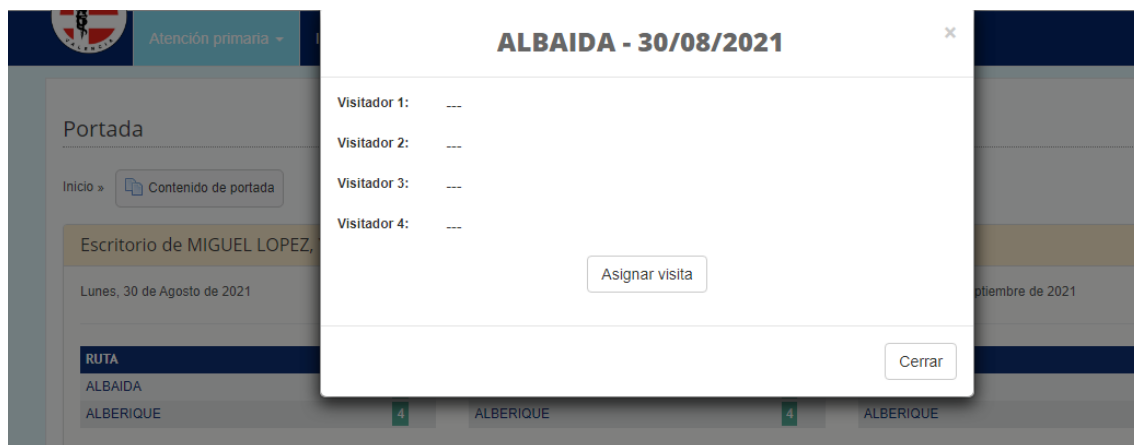 VALENCIA
Atención primaria
ALBAIDA - 30/08/2021
×
Visitador 1: ---
Visitador 2: ---
Visitador 3: ---
Visitador 4: ---
Asignar visita
Cerrar
Portada
Inicio » Contenido de portada
Escritorio de MIGUEL LOPEZ,
Lunes, 30 de Agosto de 2021
ptiembre de 2021
RUTA
ALBAIDA
ALBERIQUE 4 ALBERIQUE 4 ALBERIQUE